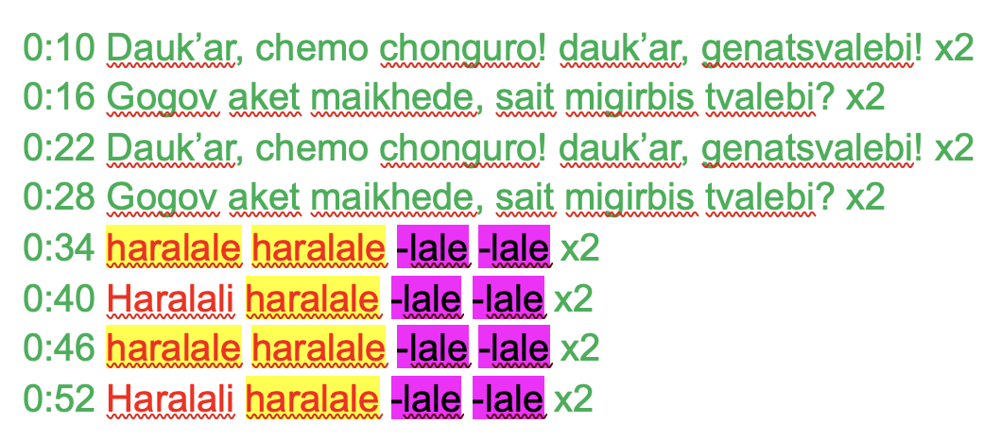 0:10 Dauk’ar, chemo chonguro! dauk’ar, genatsvalebi! x2
0:16 Gogov aket maikhede, sait migirbis tvalebi? x2
0:22 Dauk’ar, chemo chonguro! dauk’ar, genatsvalebi! x2
0:28 Gogov aket maikhede, sait migirbis tvalebi? x2
0:34 haralale haralale -lale -lale x2
0:40 Haralali haralale -lale -lale x2
0:46 haralale haralale -lale -lale x2
0:52 Haralali haralale -lale -lale x2